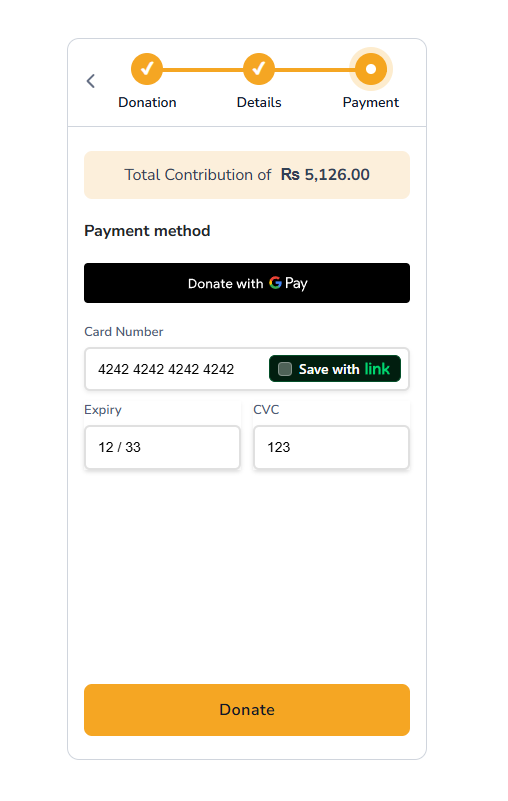 Donation Details Payment
Total Contribution of Rs 5,126.00
Payment method
Donate with G Pay
Card Number
4242 4242 4242 4242 Save with link
Expiry CVC
12 / 33 123
Donate